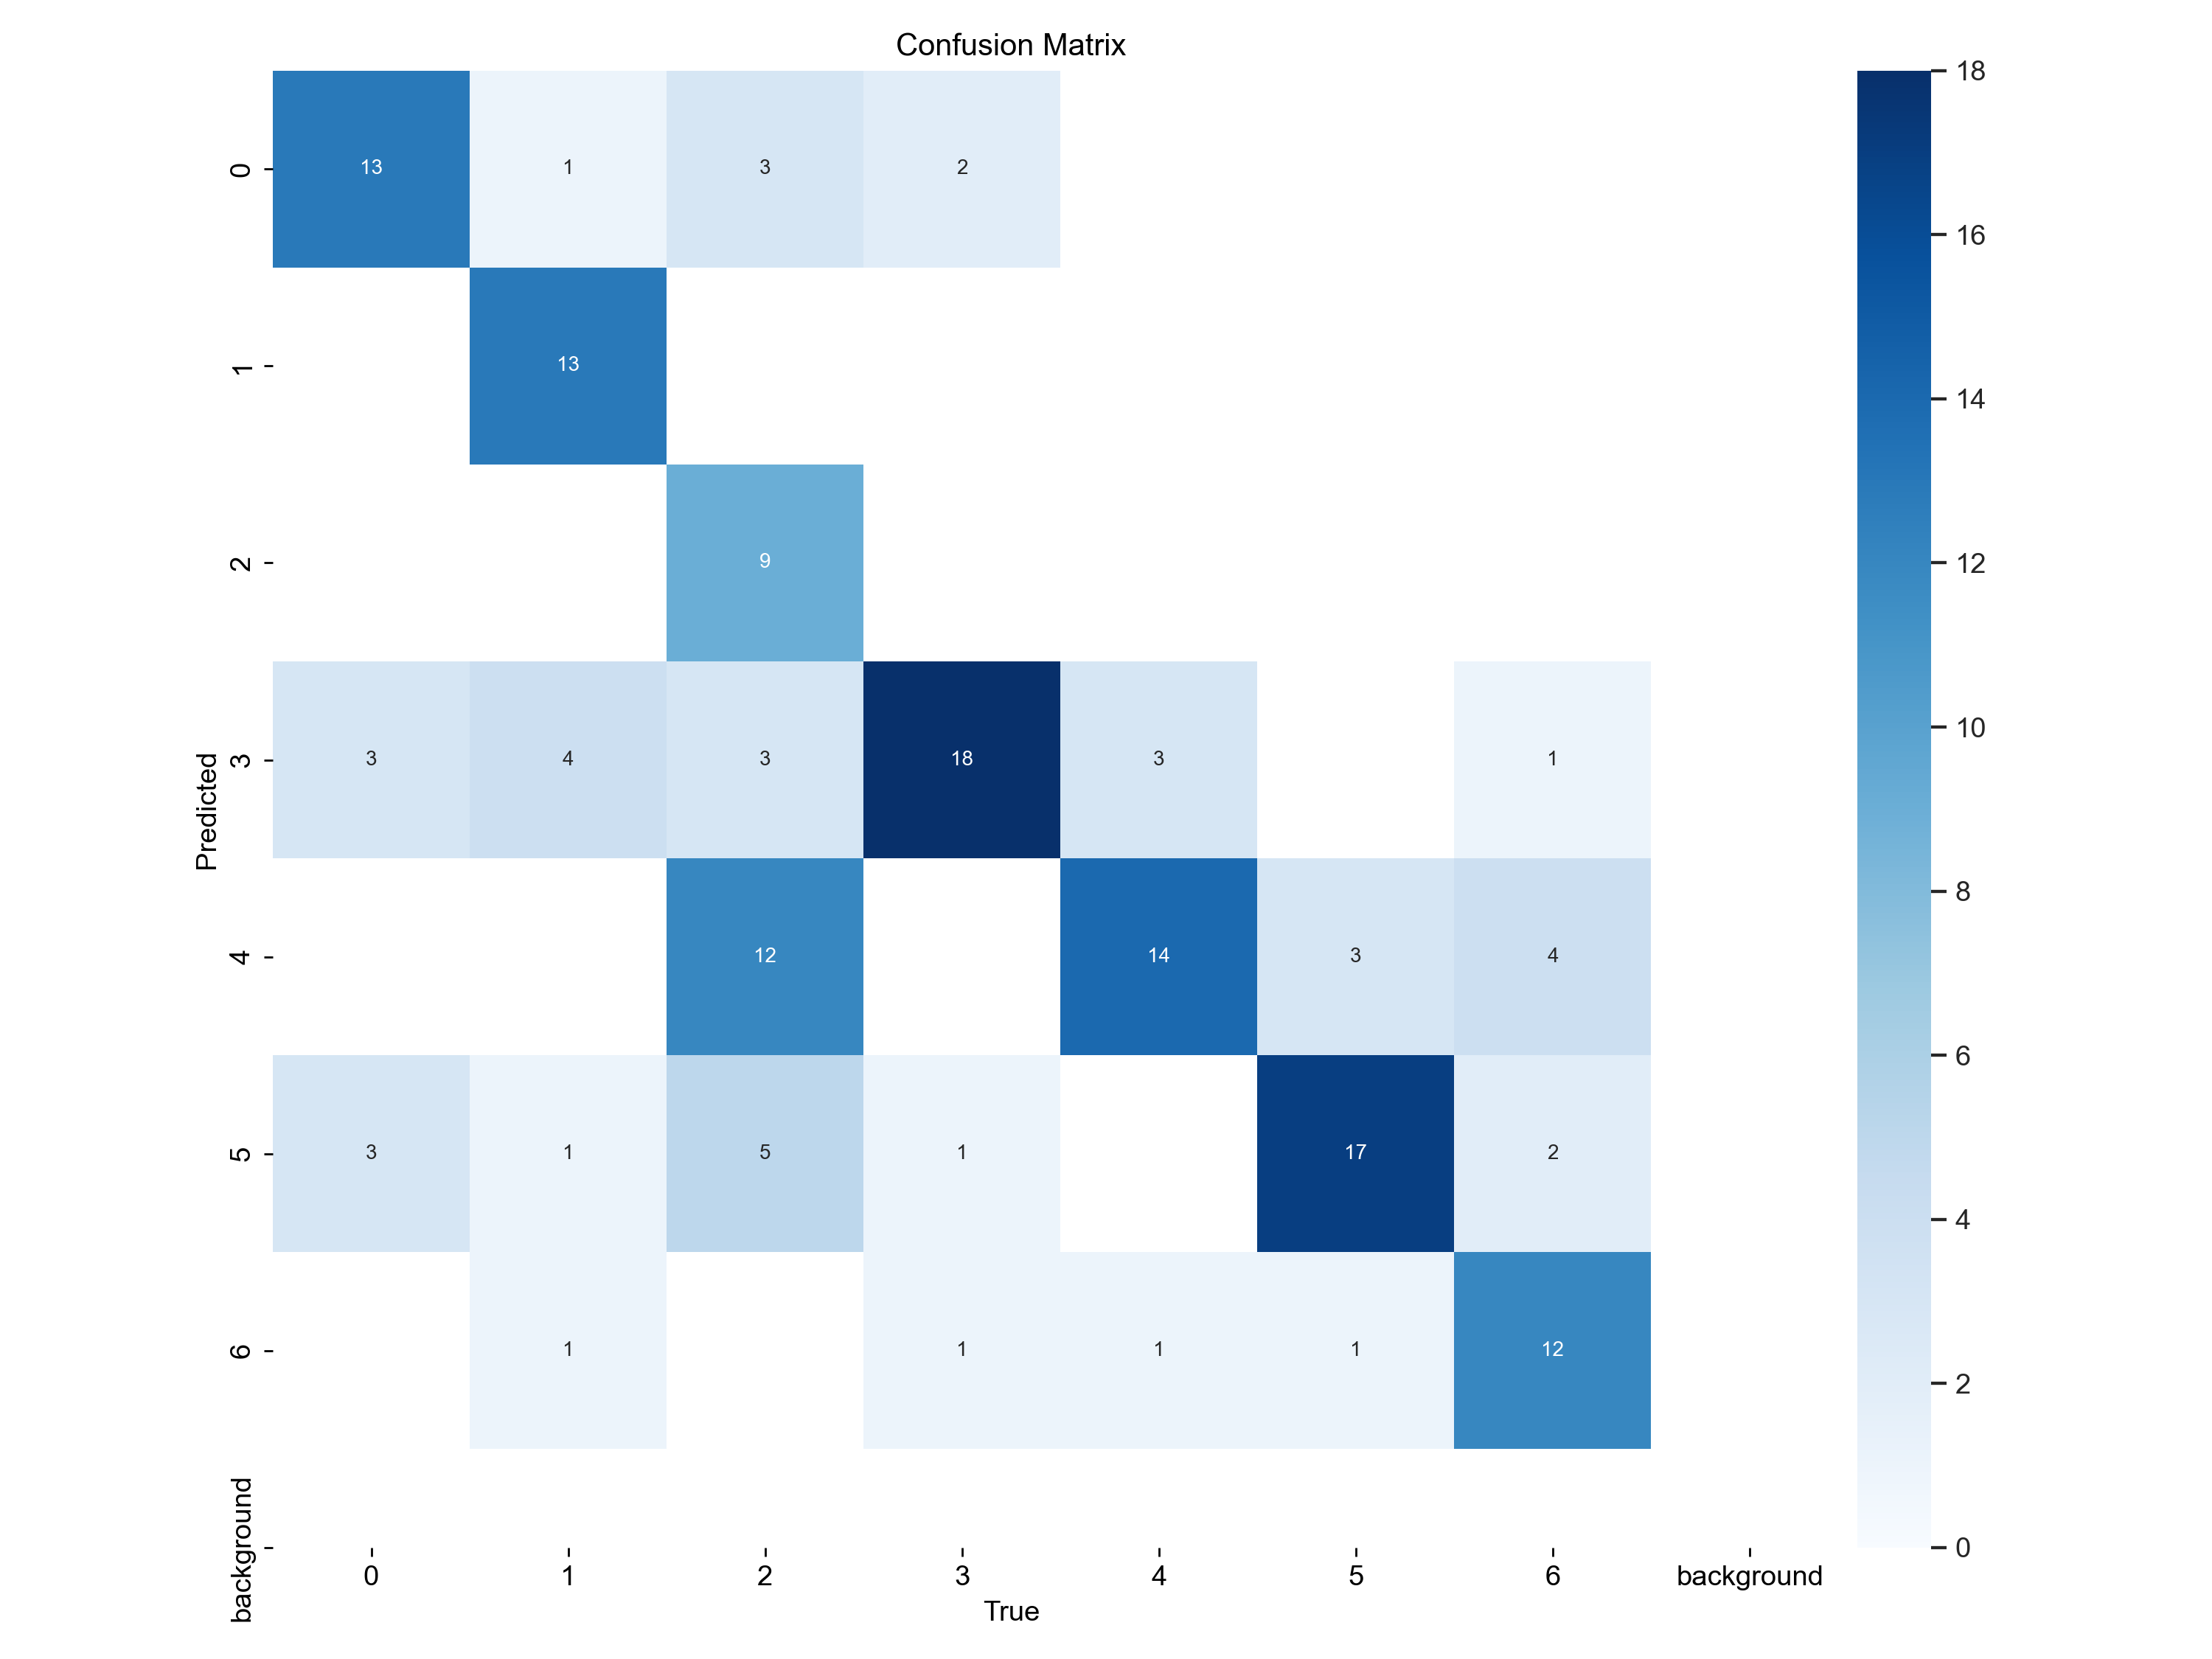 Confusion Matrix
0 13 1 3 2
1 13
2 9
3 3 4 3 18 3 1
4 12 14 3 4
5 3 1 5 1 17 2
6 1 1 1 1 12
background
Predicted
0 1 2 3 4 5 6 background
True
18
16
14
12
10
8
6
4
2
0